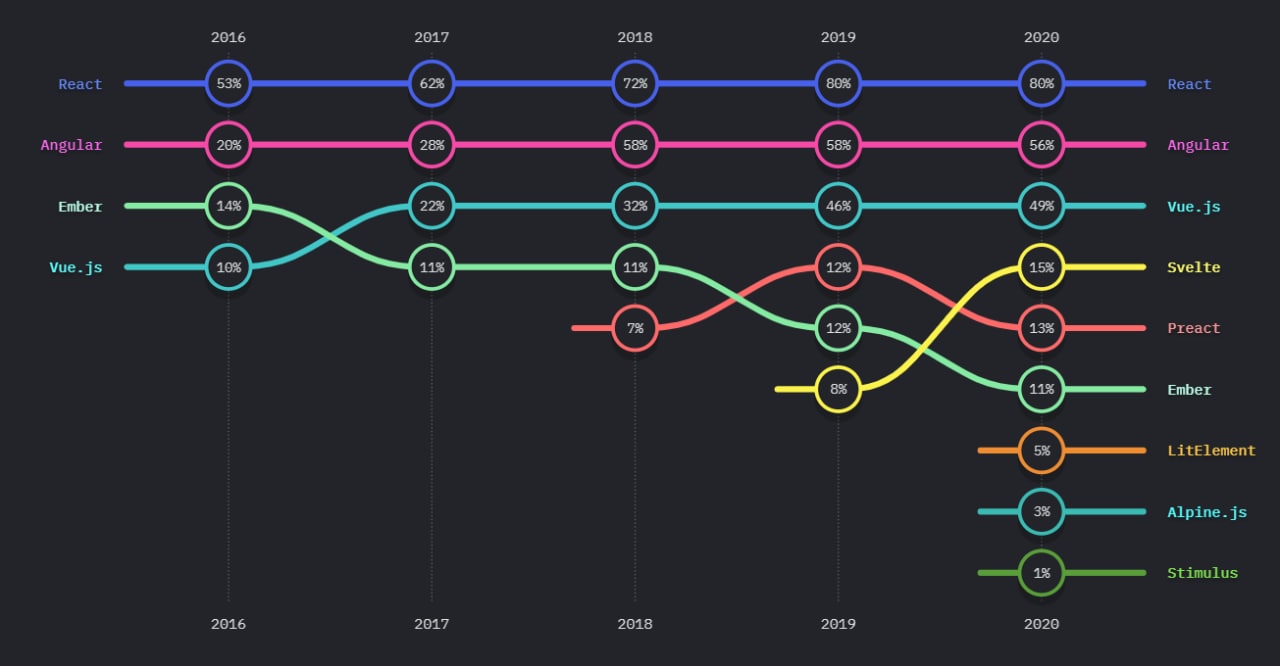 2016 2017 2018 2019 2020
React 53% 62% 72% 80% 80% React
Angular 20% 28% 58% 58% 56% Angular
Ember 14% 22% 32% 46% 49% Vue.js
Vue.js 10% 11% 11% 12% 15% Svelte
7% 12% 13% Preact
8% 11% Ember
5% LitElement
3% Alpine.js
1% Stimulus
2016 2017 2018 2019 2020